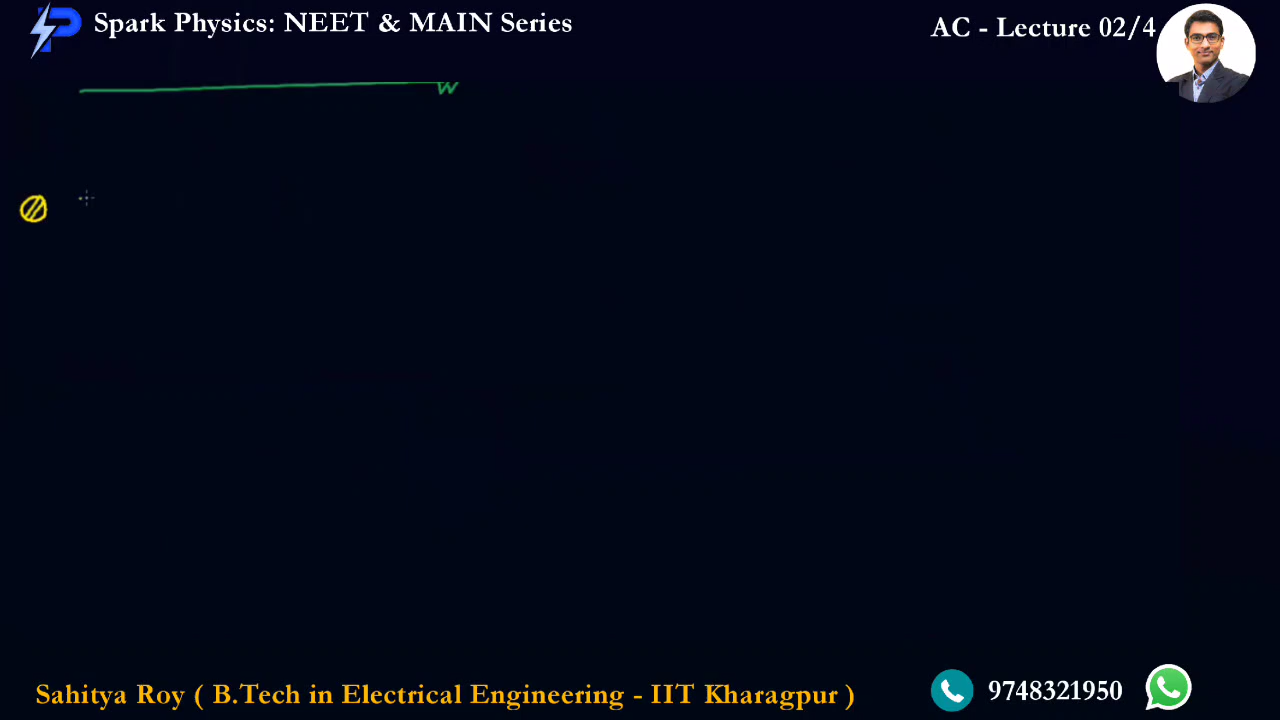 Spark Physics: NEET & MAIN Series
AC - Lecture 02/4
Sahitya Roy ( B.Tech in Electrical Engineering - IIT Kharagpur )
9748321950